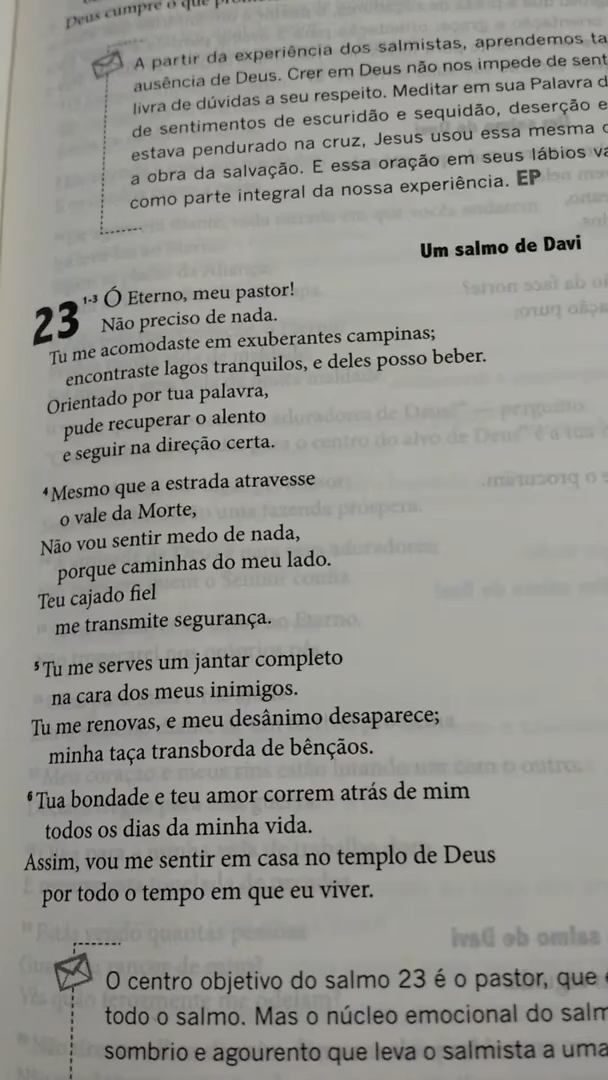 Deus cumpre o que
A partir da experiência dos salmistas, aprendemos
ausência de Deus. Crer em Deus não nos impede de
livra de dúvidas a seu respeito. Meditar em sua Palavra
de sentimentos de escuridão e sequidão, deserção e
estava pendurado na cruz, Jesus usou essa mesma
a obra da salvação. E essa oração em seus lábios
como parte integral da nossa experiência. EP
Um salmo de Davi
23 1-3 Ó Eterno, meu pastor!
Não preciso de nada.
Tu me acomodaste em exuberantes campinas;
encontraste lagos tranquilos, e deles posso beber.
Orientado por tua palavra,
pude recuperar o alento
e seguir na direção certa.
4 Mesmo que a estrada atravesse
o vale da Morte,
Não vou sentir medo de nada,
porque caminhas do meu lado.
Teu cajado fiel
me transmite segurança.
5 Tu me serves um jantar completo
na cara dos meus inimigos.
Tu me renovas, e meu desânimo desaparece;
minha taça transborda de bênçãos.
6 Tua bondade e teu amor correm atrás de mim
todos os dias da minha vida.
Assim, vou me sentir em casa no templo de Deus
por todo o tempo em que eu viver.
O centro objetivo do salmo 23 é o pastor, que
todo o salmo. Mas o núcleo emocional do
sombrio e agourento que leva o salmista a uma